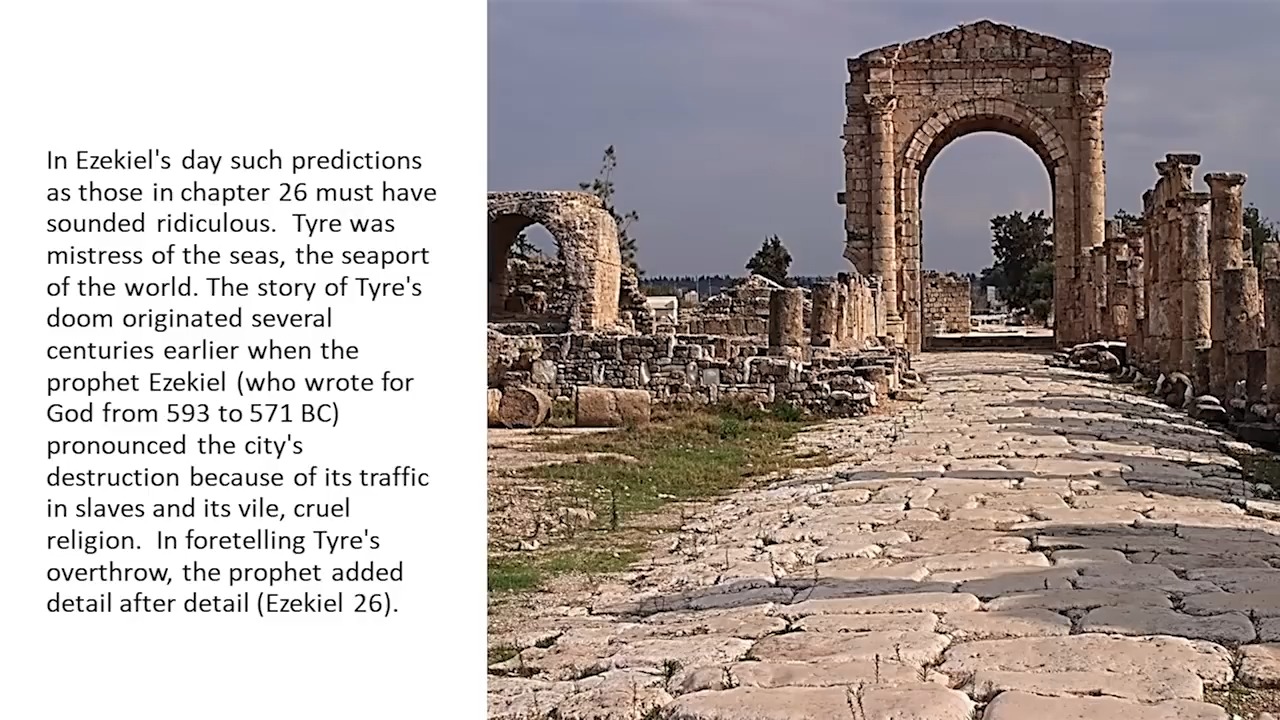 In Ezekiel's day such predictions
as those in chapter 26 must have
sounded ridiculous.  Tyre was
mistress of the seas, the seaport
of the world. The story of Tyre's
doom originated several
centuries earlier when the
prophet Ezekiel (who wrote for
God from 593 to 571 BC)
pronounced the city's
destruction because of its traffic
in slaves and its vile, cruel
religion.  In foretelling Tyre's
overthrow, the prophet added
detail after detail (Ezekiel 26).